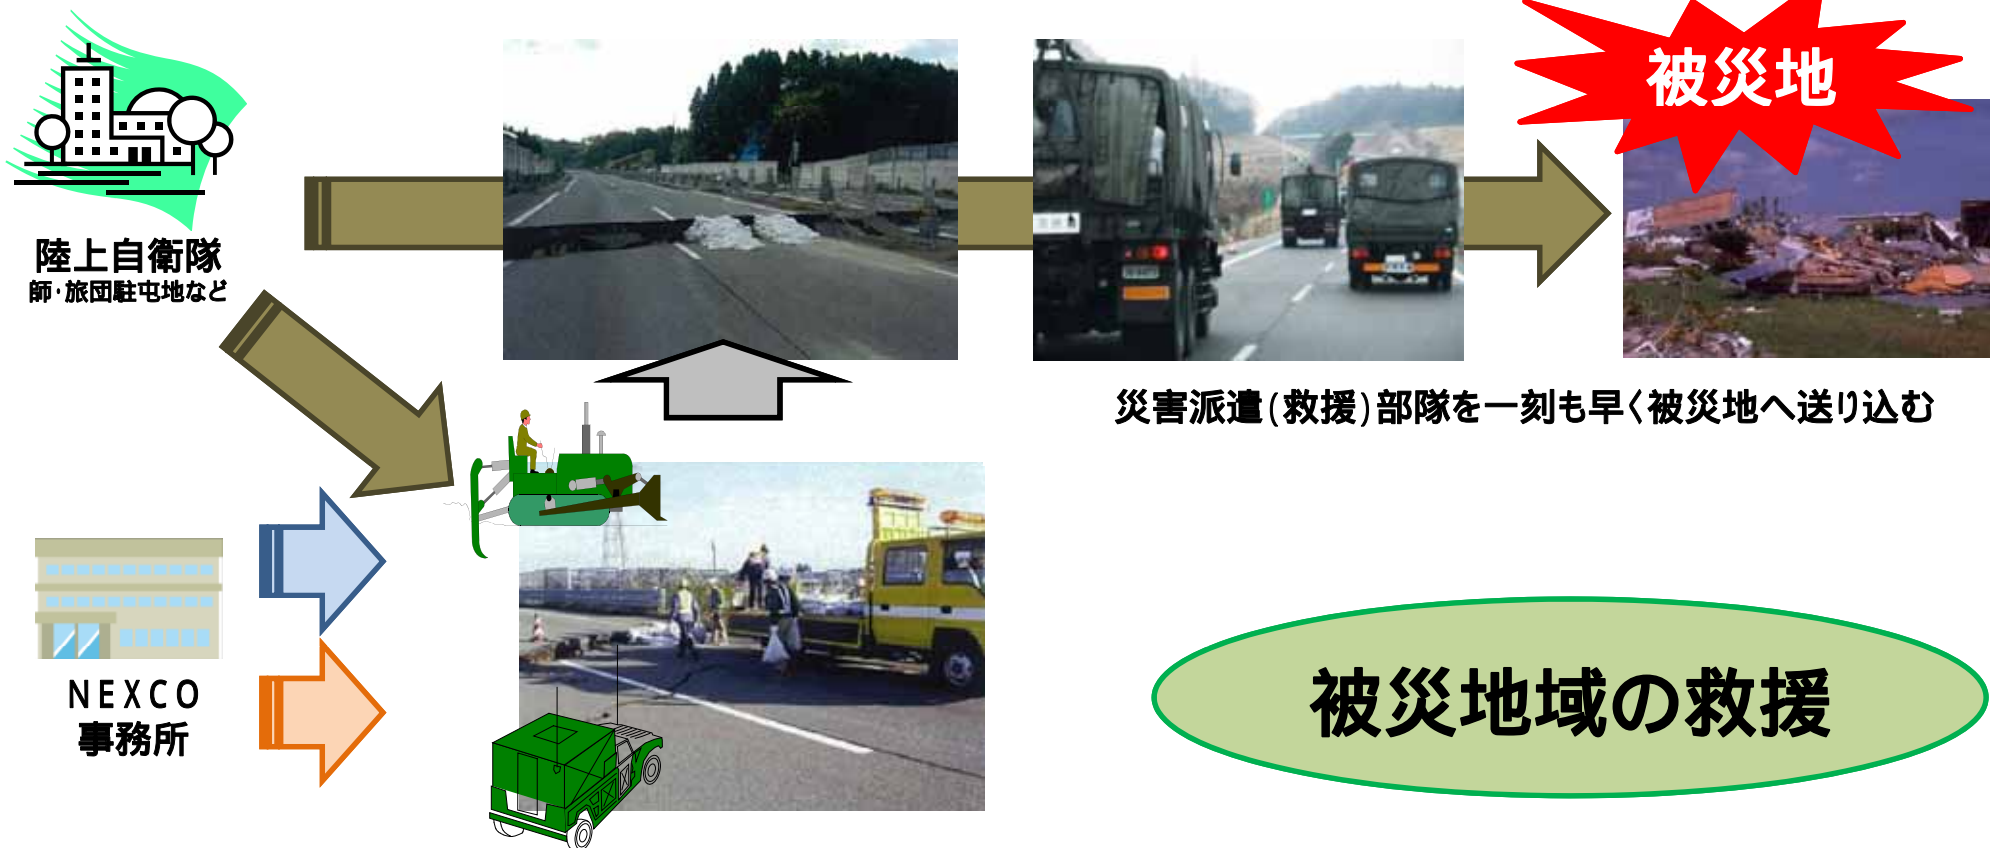 被災地
陸上自衛隊
師・旅団駐屯地など
災害派遣(救援)部隊を一刻も早く被災地へ送り込む
NEXCO
事務所
被災地域の救援